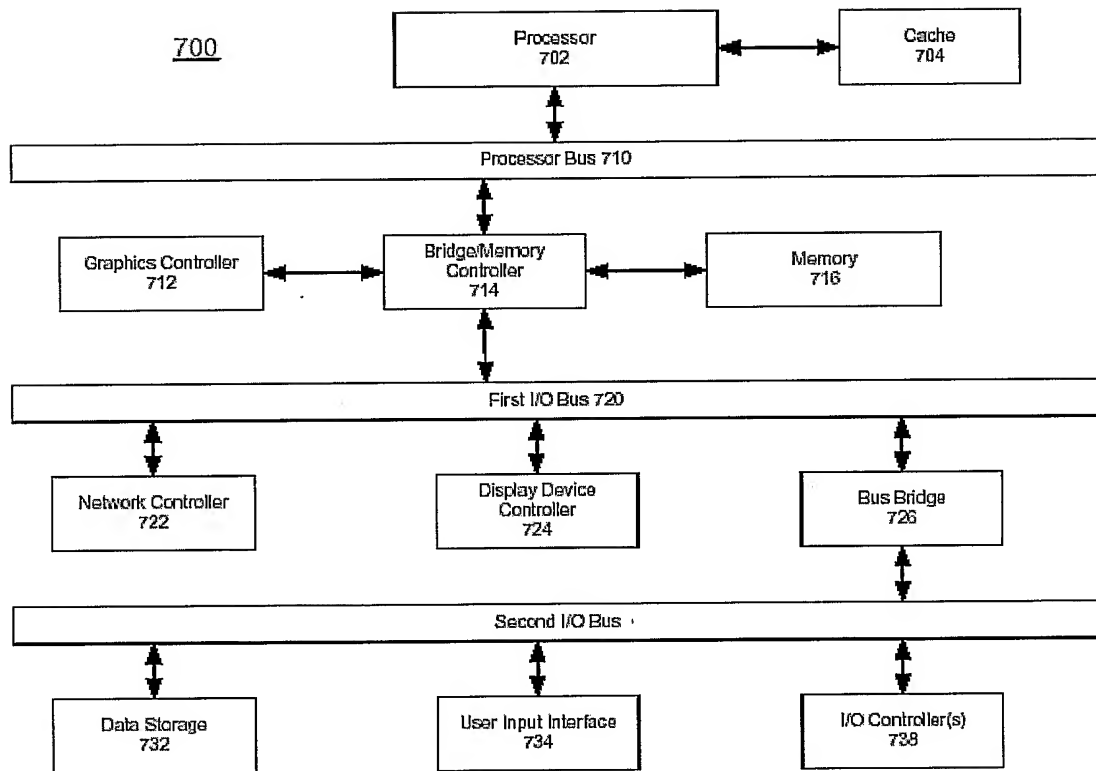 700
Processor
702
Cache
704
Processor Bus 710
Graphics Controller
712
Bridge/Memory
Controller
714
Memory
716
First I/O Bus 720
Network Controller
722
Display Device
Controller
724
Bus Bridge
726
Second I/O Bus
Data Storage
732
User Input Interface
734
I/O Controller(s)
738